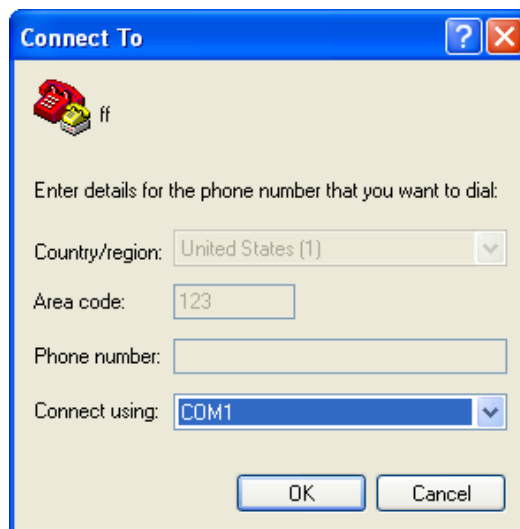 Connect To
ff
Enter details for the phone number that you want to dial:
Country/region: United States (1)
Area code: 123
Phone number:
Connect using: COM1
OK Cancel